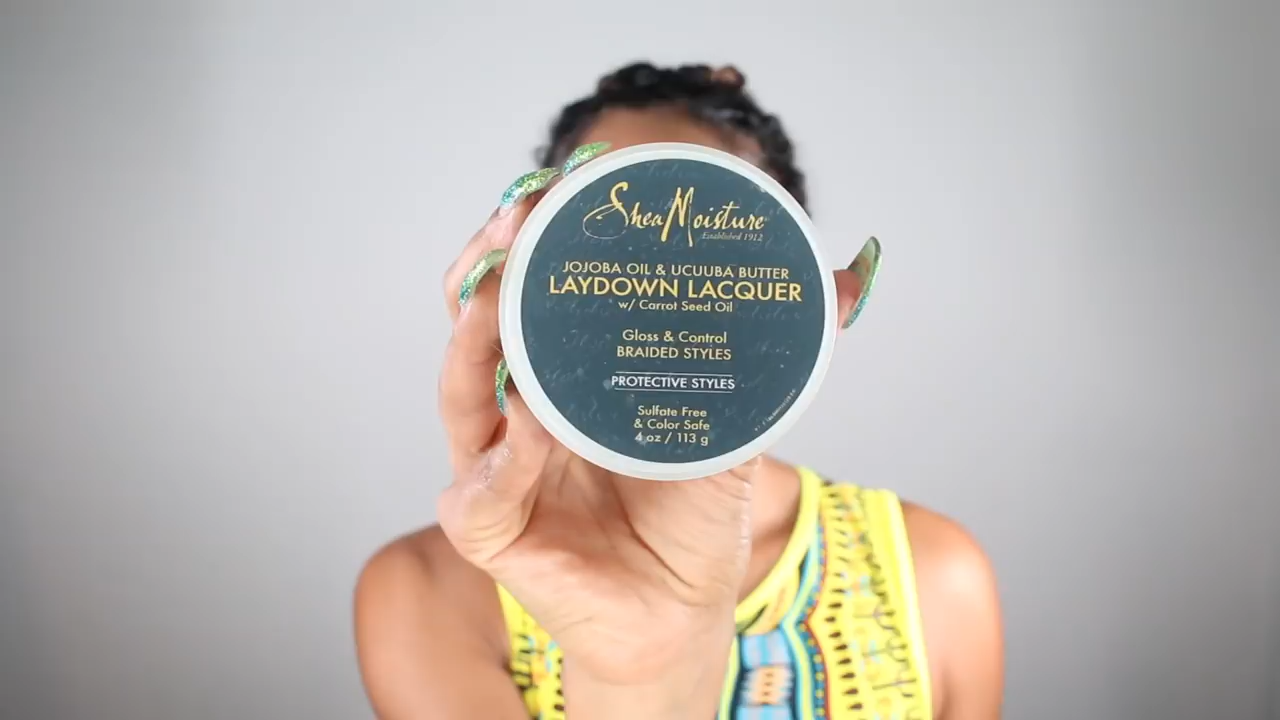 SheaMoisture
Established 1912
JOJOBA OIL & UCUUBA BUTTER
LAYDOWN LACQUER
w/ Carrot Seed Oil
Gloss & Control
BRAIDED STYLES
PROTECTIVE STYLES
Sulfate Free
& Color Safe
4 oz / 113 g